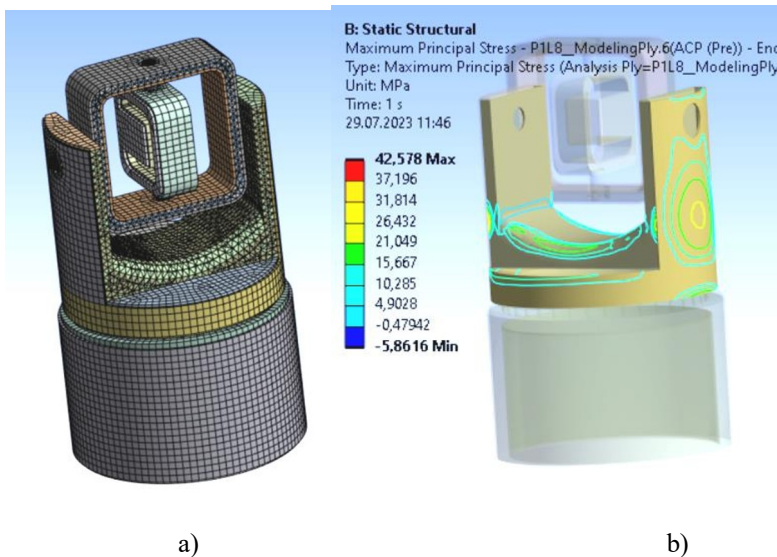 B: Static Structural
Maximum Principal Stress - P1L8__ModelingPly.6(ACP (Pre)) - End
Type: Maximum Principal Stress (Analysis Ply=P1L8__ModelingPly
Unit: MPa
Time: 1 s
29.07.2023 11:46
42,578 Max
37,196
31,814
26,432
21,049
15,667
10,285
4,9028
-0,47942
-5,8616 Min
a)
b)